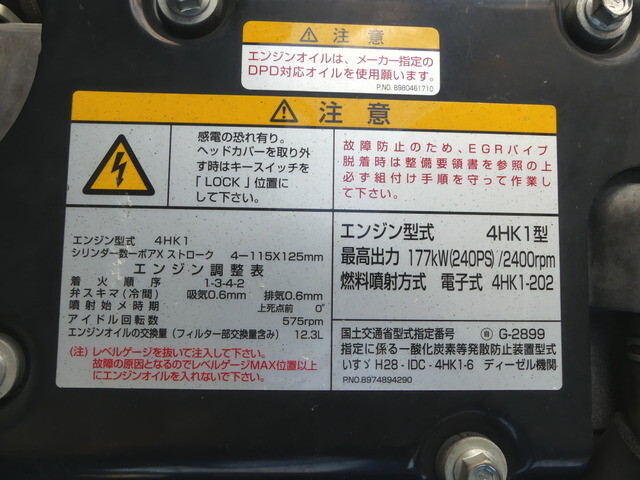 注意
エンジンオイルは、メーカー指定の
DPD対応オイルを使用願います。
P.NO. 8980461710
注意
感電の恐れ有り。
ヘッドカバーを取り外
す時はキースイッチを
「LOCK」位置に
して下さい。
故障防止のため、EGRパイプ
脱着時は整備要領書を参照の上
必ず組付け手順を守って作業し
て下さい。
エンジン型式 4HK1
シリンダー数ーボアXストローク 4ー115X125mm
エンジン調整表
着火順序 1-3-4-2
弁スキマ(冷間) 吸気0.6mm 排気0.6mm
噴射始メ時期 上死点前 0°
アイドル回転数 575rpm
エンジンオイルの交換量(フィルター部交換量含み) 12.3L
(注)レベルゲージを抜いて注入して下さい。
故障の原因となるのでレベルゲージMAX位置以上
にエンジンオイルを入れないで下さい。
エンジン型式 4HK1型
最高出力 177kW(240PS)/2400rpm
燃料噴射方式 電子式 4HK1-202
国土交通省型式指定番号 G-2899
指定に係る一酸化炭素等発散防止装置型式
いすゞH28-IDC-4HK1-6 ディーゼル機関
P.NO.8974894290